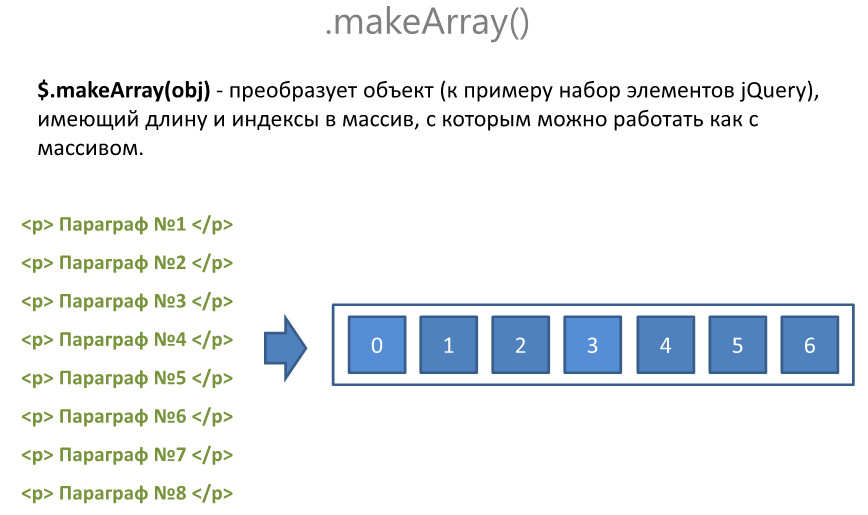 .makeArray()
$.makeArray(obj) - преобразует объект (к примеру набор элементов jQuery),
имеющий длину и индексы в массив, с которым можно работать как с
массивом.
<p> Параграф №1 </p>
<p> Параграф №2 </p>
<p> Параграф №3 </p>
<p> Параграф №4 </p>
<p> Параграф №5 </p>
<p> Параграф №6 </p>
<p> Параграф №7 </p>
<p> Параграф №8 </p>
0 1 2 3 4 5 6